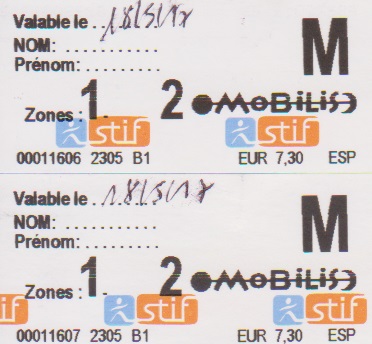 Valable le 18/5/17
NOM: ..........
Prénom: ..........
M
Zones : 1 - 2 MOBILIS
stif stif
00011606 2305 B1 EUR 7,30 ESP
Valable le 18/5/17
NOM: ..........
Prénom: ..........
M
Zones : 1 - 2 MOBILIS
if stif stif
00011607 2305 B1 EUR 7,30 ESP